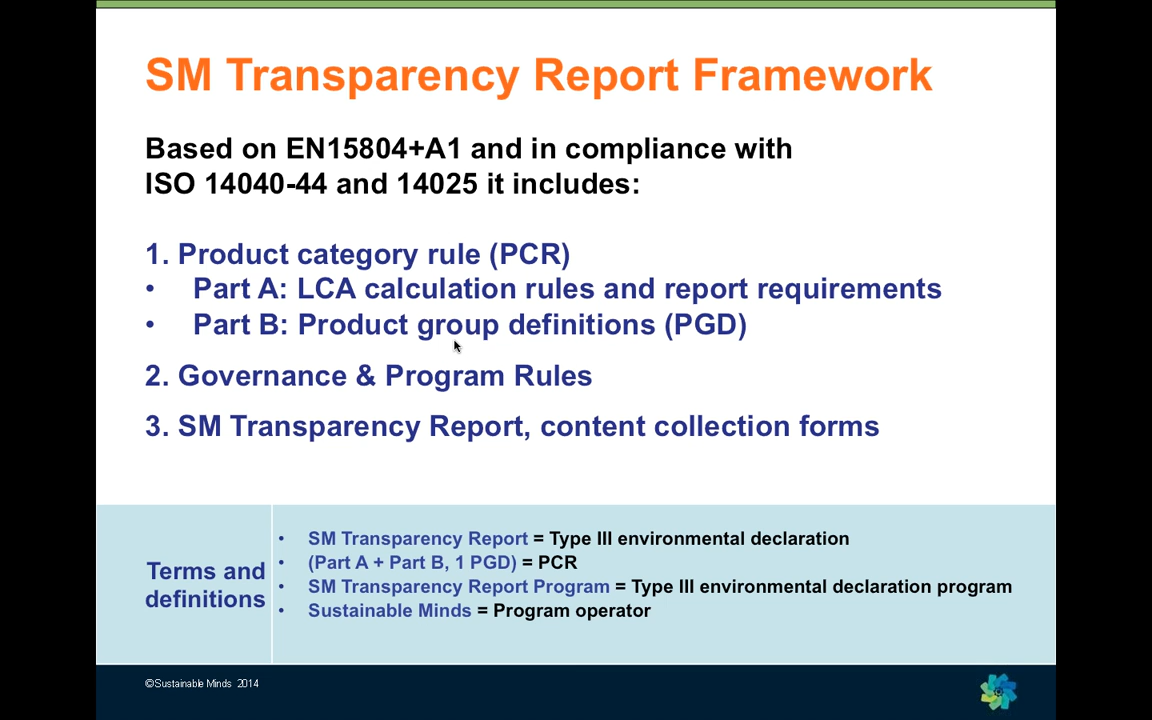 SM Transparency Report Framework
Based on EN15804+A1 and in compliance with
ISO 14040-44 and 14025 it includes:
1. Product category rule (PCR)
• Part A: LCA calculation rules and report requirements
• Part B: Product group definitions (PGD)
2. Governance & Program Rules
3. SM Transparency Report, content collection forms
Terms and
definitions
• SM Transparency Report = Type III environmental declaration
• (Part A + Part B, 1 PGD) = PCR
• SM Transparency Report Program = Type III environmental declaration program
• Sustainable Minds = Program operator
©Sustainable Minds 2014